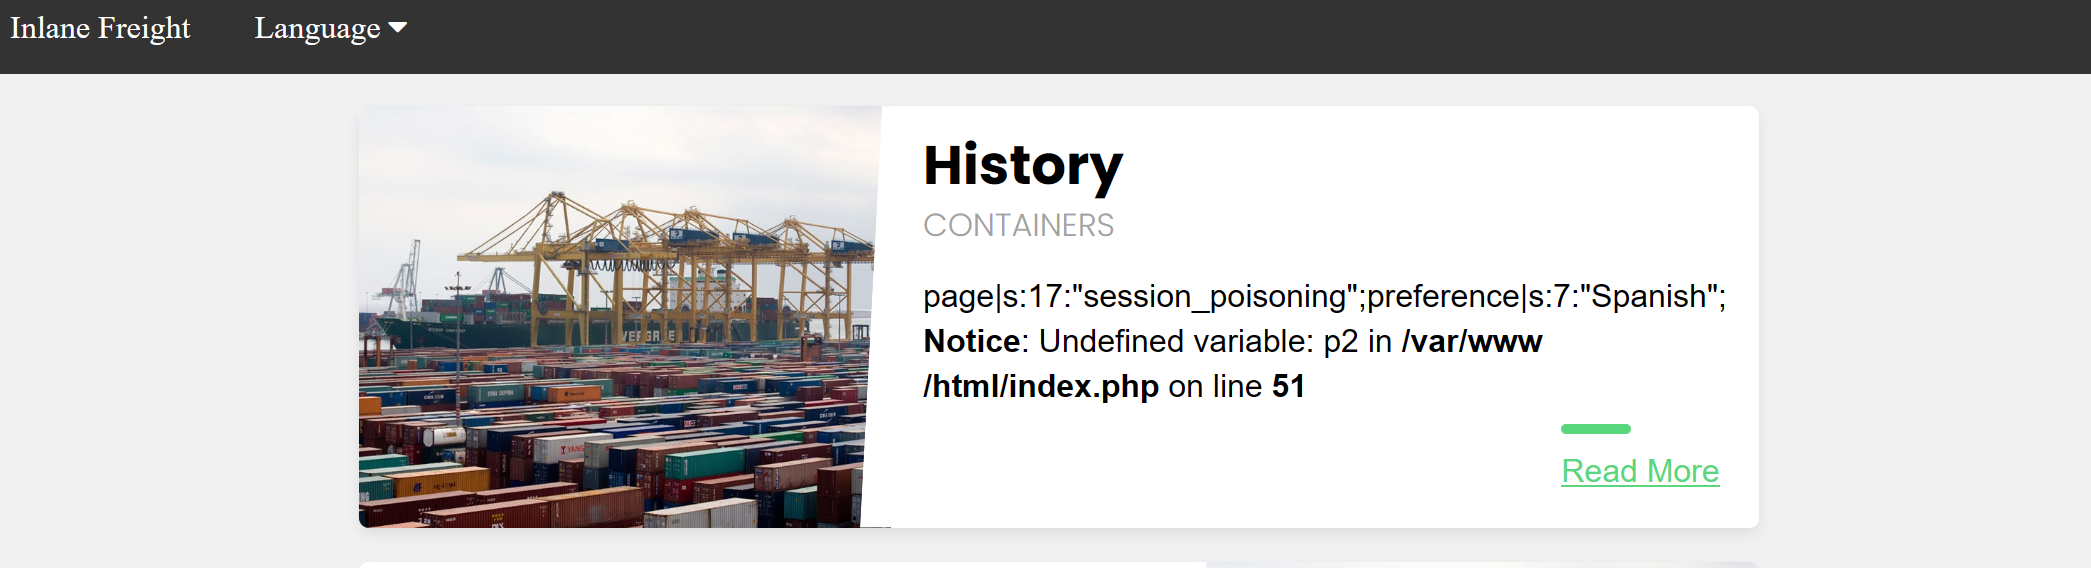 Inlane Freight Language
History
CONTAINERS
page|s:17:"session_poisoning";preference|s:7:"Spanish";
Notice: Undefined variable: p2 in /var/www
/html/index.php on line 51
Read More